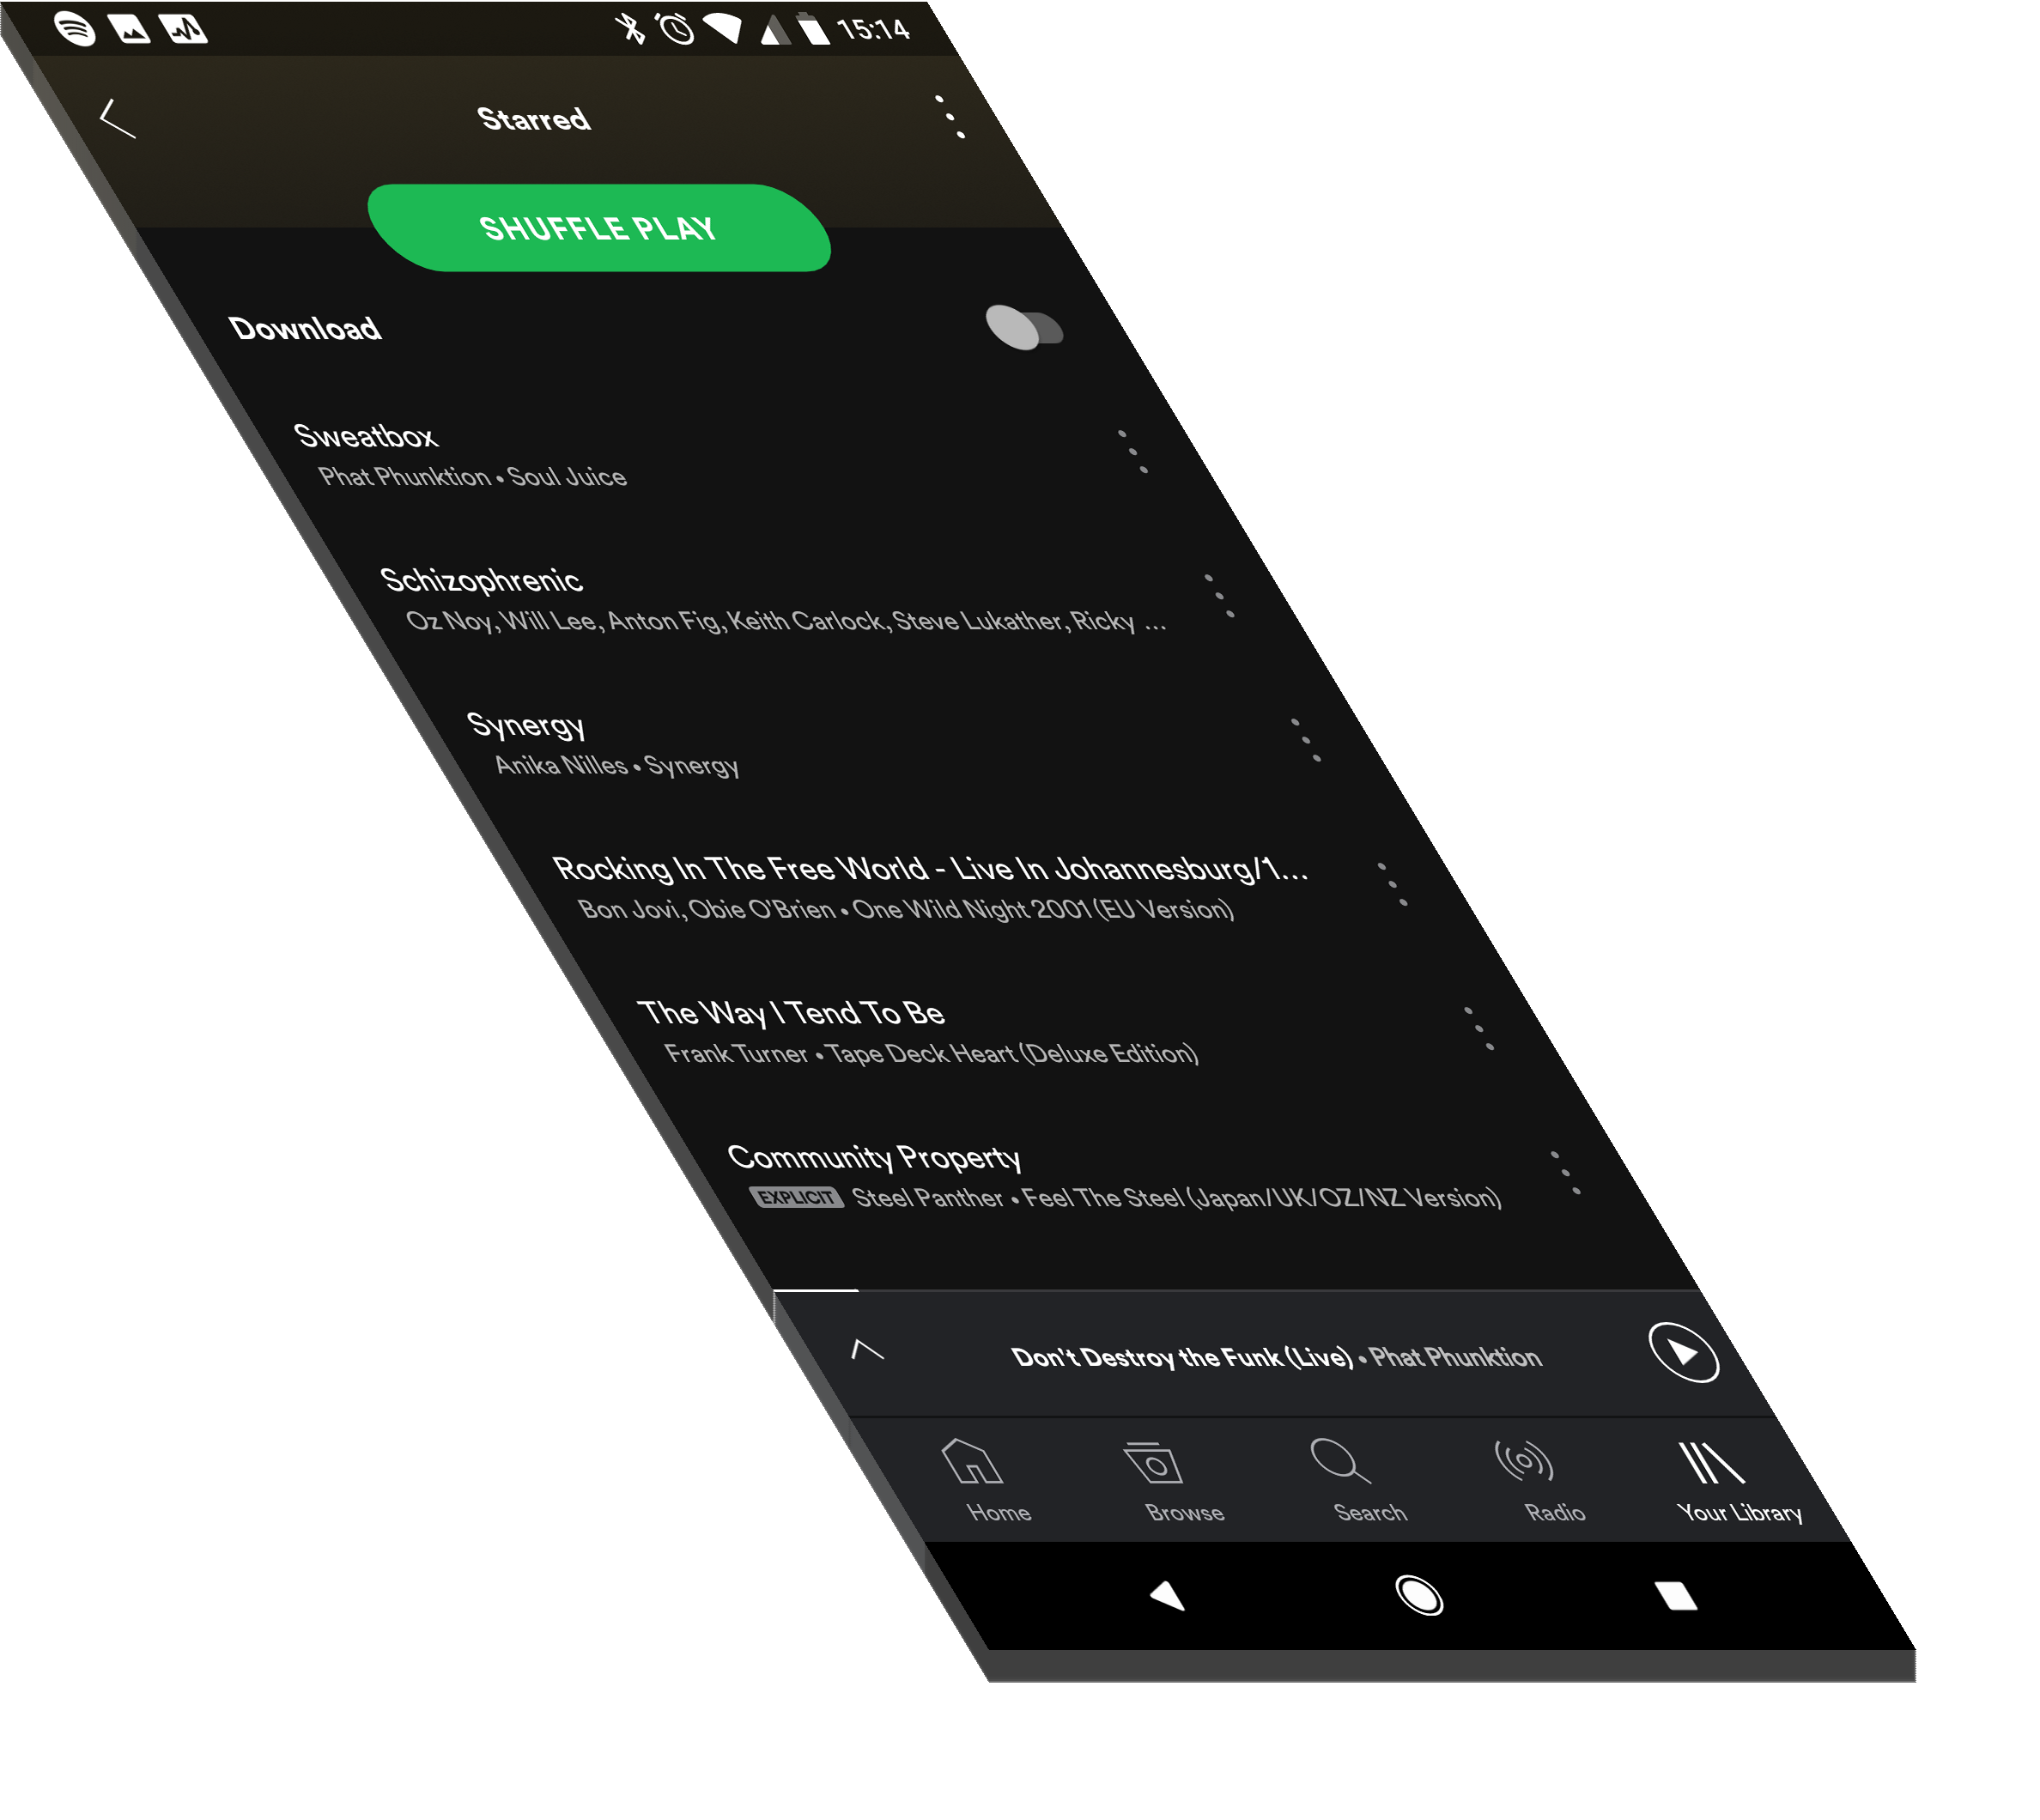 15:14
Starred
SHUFFLE PLAY
Download
Sweatbox
Phat Phunktion • Soul Juice
Schizophrenic
Oz Noy, Will Lee, Anton Fig, Keith Carlock, Steve Lukather, Ricky ...
Synergy
Anika Nilles • Synergy
Rocking In The Free World - Live In Johannesburg/1...
Bon Jovi, Obie O'Brien • One Wild Night 2001 (EU Version)
The Way I Tend To Be
Frank Turner • Tape Deck Heart (Deluxe Edition)
Community Property
EXPLICIT Steel Panther • Feel The Steel (Japan/UK/OZ/NZ Version)
Don't Destroy the Funk (Live) • Phat Phunktion
Home Browse Search Radio Your Library